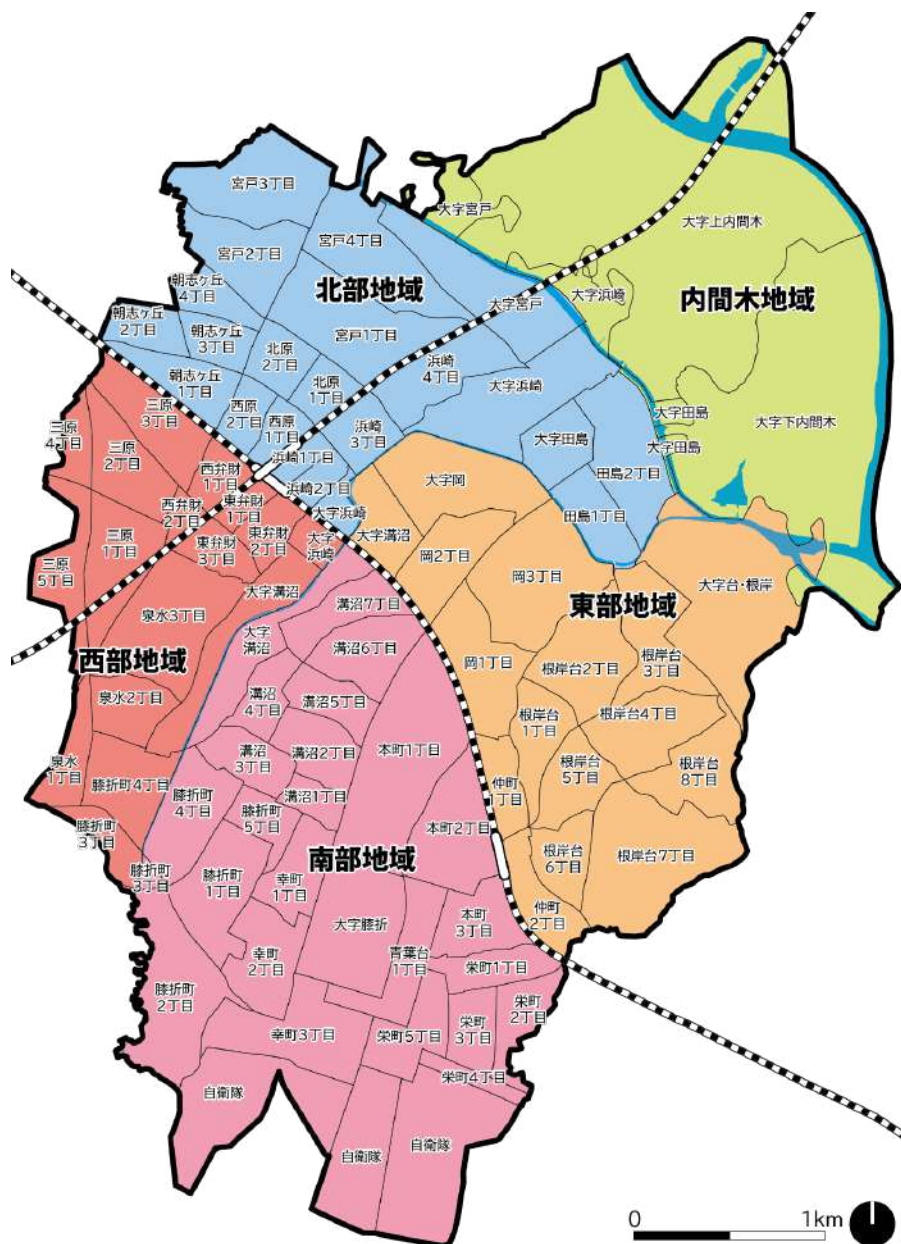 宮戸3丁目
宮戸2丁目
宮戸4丁目
朝志ヶ丘
4丁目
北部地域
朝志ヶ丘
2丁目
朝志ヶ丘
3丁目
北原
2丁目
宮戸1丁目
大字宮戸
朝志ヶ丘
1丁目
北原
1丁目
浜崎
4丁目
大字浜崎
西原
2丁目
西原
1丁目
浜崎
3丁目
浜崎1丁目
浜崎2丁目
大字浜崎
大字田島
田島2丁目
田島1丁目
大字宮戸
大字上内間木
大字浜崎
内間木地域
大字田島
大字田島
大字下内間木
三原
3丁目
三原
4丁目
三原
2丁目
西弁財
1丁目
西弁財
2丁目
東弁財
1丁目
三原
1丁目
東弁財
3丁目
東弁財
2丁目
大字
浜崎
三原
5丁目
大字溝沼
泉水3丁目
西部地域
泉水2丁目
泉水
1丁目
膝折町4丁目
膝折町
3丁目
大字岡
大字溝沼
岡2丁目
岡3丁目
大字台・根岸
東部地域
岡1丁目
根岸台2丁目
根岸台
3丁目
根岸台
1丁目
根岸台4丁目
根岸台
5丁目
根岸台
8丁目
仲町
1丁目
根岸台
6丁目
根岸台7丁目
仲町
2丁目
溝沼7丁目
大字
溝沼
溝沼6丁目
溝沼
4丁目
溝沼5丁目
溝沼
3丁目
溝沼2丁目
本町1丁目
溝沼1丁目
膝折町
4丁目
膝折町
5丁目
本町2丁目
南部地域
膝折町
3丁目
膝折町
1丁目
幸町
1丁目
大字膝折
本町
3丁目
幸町
2丁目
青葉台
1丁目
栄町1丁目
膝折町
2丁目
栄町
2丁目
幸町3丁目
栄町5丁目
栄町
3丁目
栄町4丁目
自衛隊
自衛隊
自衛隊
0
1km